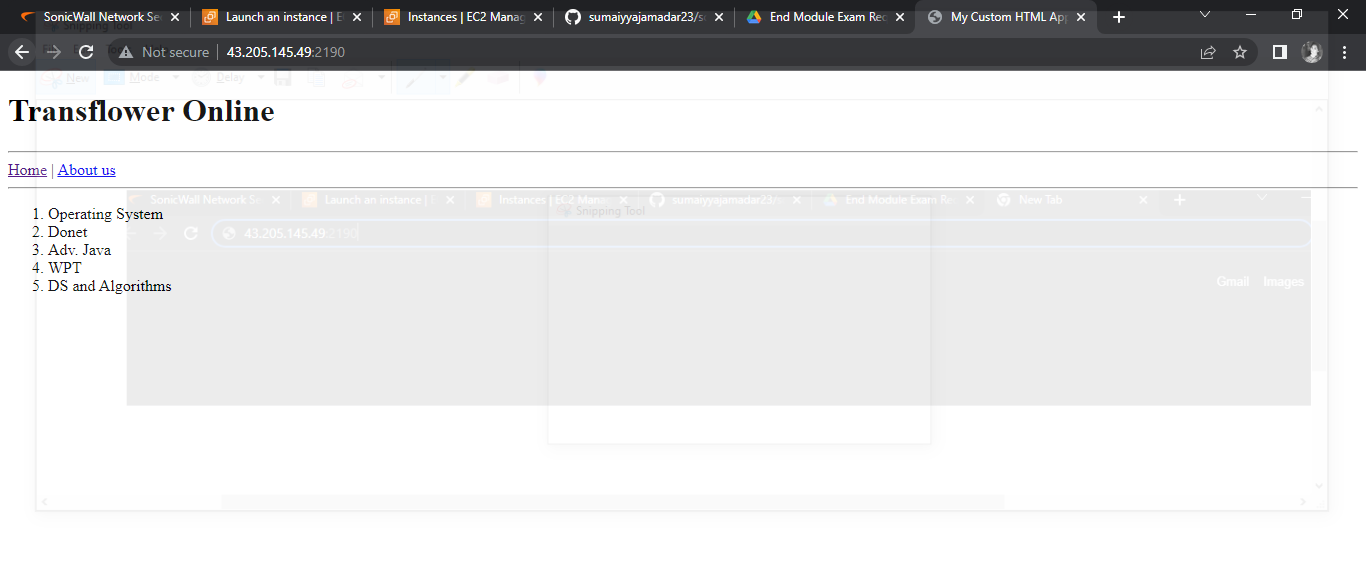 SonicWall Network Se
Launch an instance | E
Instances | EC2 Manag
sumaiyyajamadar23/s
End Module Exam Rec
My Custom HTML App
Not secure
43.205.145.49:2190
Snipping Tool
New
Mode
Delay
Transflower Online
Home | About us
1. Operating System
2. Donet
3. Adv. Java
4. WPT
5. DS and Algorithms
SonicWall Network Se
Launch an instance |
Instances | EC2 Mana
sumaiyyajamadar23/
End Module Exam Re
New Tab
Snipping Tool
43.205.145.49:2190
Gmail
Images